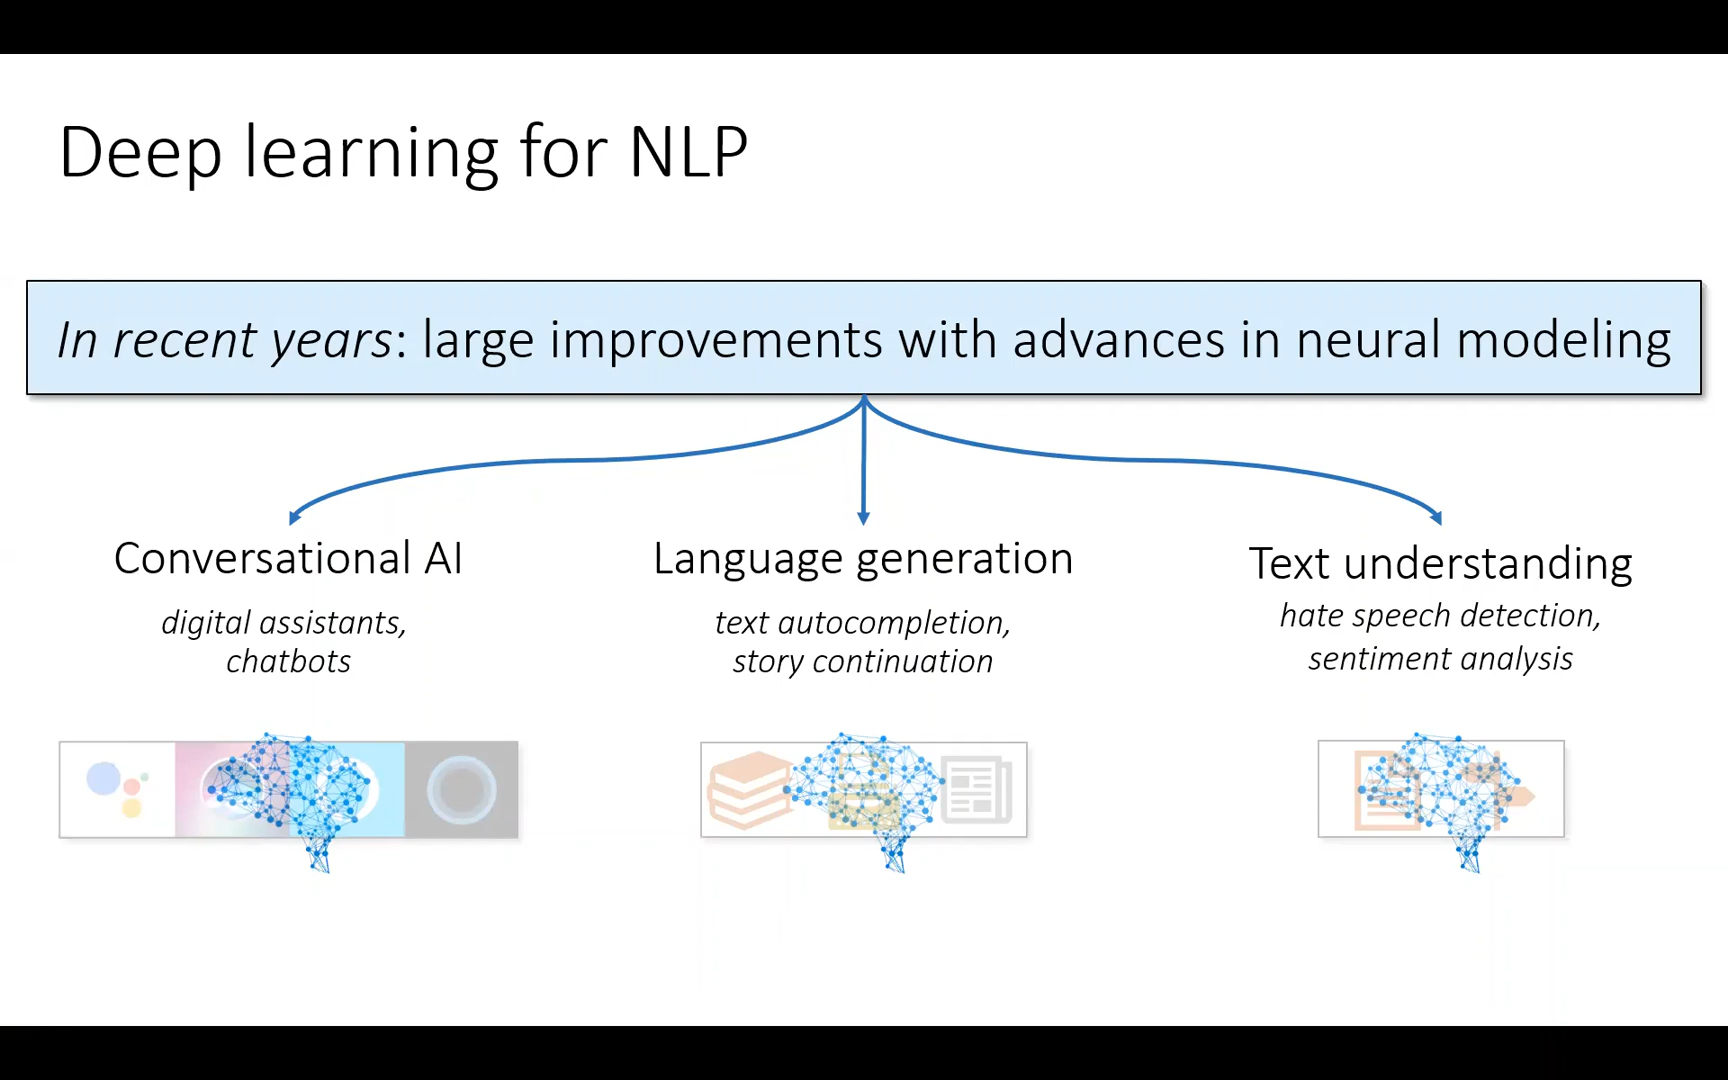 Deep learning for NLP
In recent years: large improvements with advances in neural modeling
Conversational AI
digital assistants,
chatbots
Language generation
text autocompletion,
story continuation
Text understanding
hate speech detection,
sentiment analysis